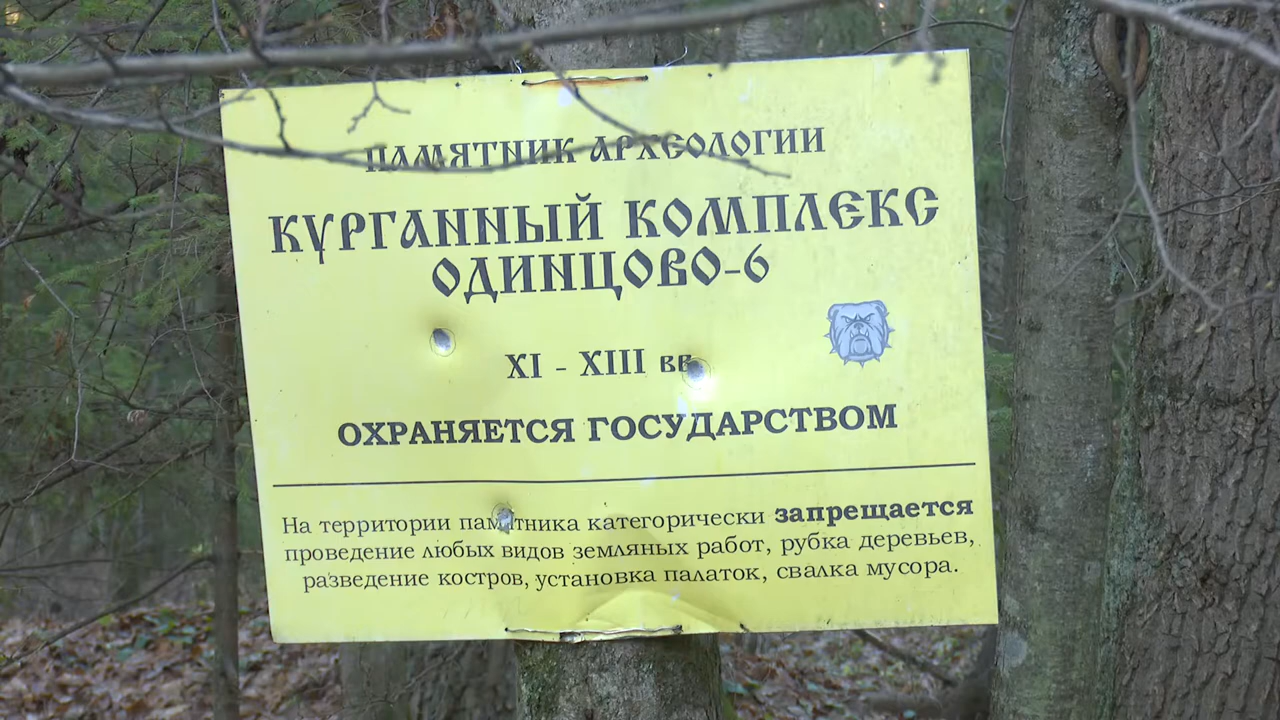 ПАМЯТНИК АРХЕОЛОГИИ
КУРГАННЫЙ КОМПЛЕКС
ОДИНЦОВО-6
XI - XIII вв.
ОХРАНЯЕТСЯ ГОСУДАРСТВОМ
На территории памятника категорически запрещается
проведение любых видов земляных работ, рубка деревьев,
разведение костров, установка палаток, свалка мусора.